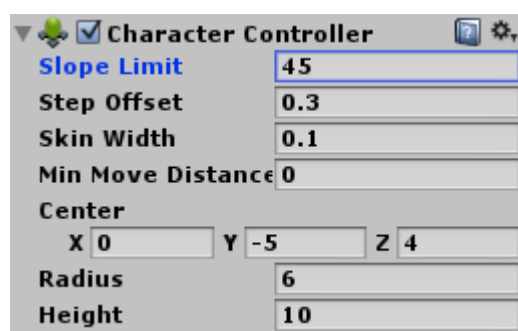 Character Controller
Slope Limit 45
Step Offset 0.3
Skin Width 0.1
Min Move Distance 0
Center
X 0 Y -5 Z 4
Radius 6
Height 10